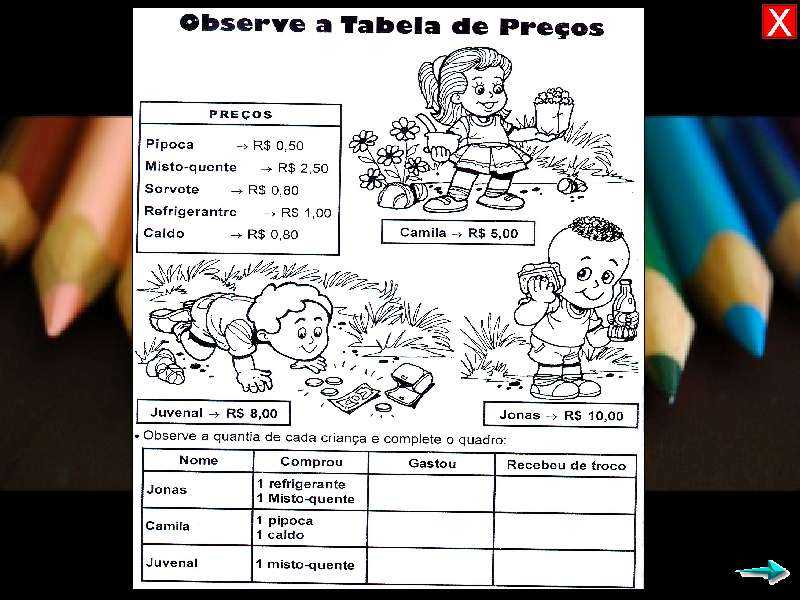 Observe a Tabela de Preços
X
PREÇOS
Pipoca → R$ 0,50
Misto-quente → R$ 2,50
Sorvete → R$ 0,80
Refrigerante → R$ 1,00
Caldo → R$ 0,80
Camila → R$ 5,00
Juvenal → R$ 8,00
Jonas → R$ 10,00
• Observe a quantia de cada criança e complete o quadro:
Nome Comprou Gastou Recebeu de troco
Jonas 1 refrigerante
1 Misto-quente
Camila 1 pipoca
1 caldo
Juvenal 1 misto-quente